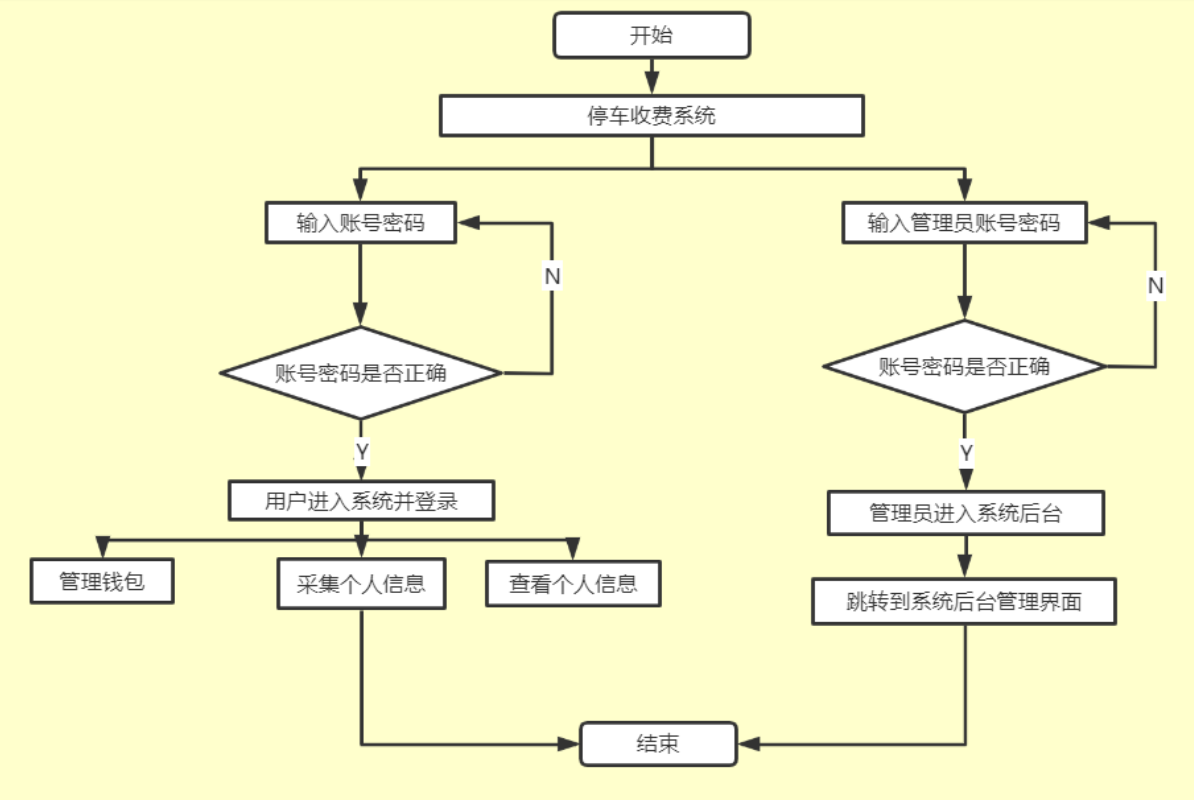 开始
停车收费系统
输入账号密码
输入管理员账号密码
N
N
账号密码是否正确
账号密码是否正确
Y
Y
用户进入系统并登录
管理员进入系统后台
管理钱包
采集个人信息
查看个人信息
跳转到系统后台管理界面
结束